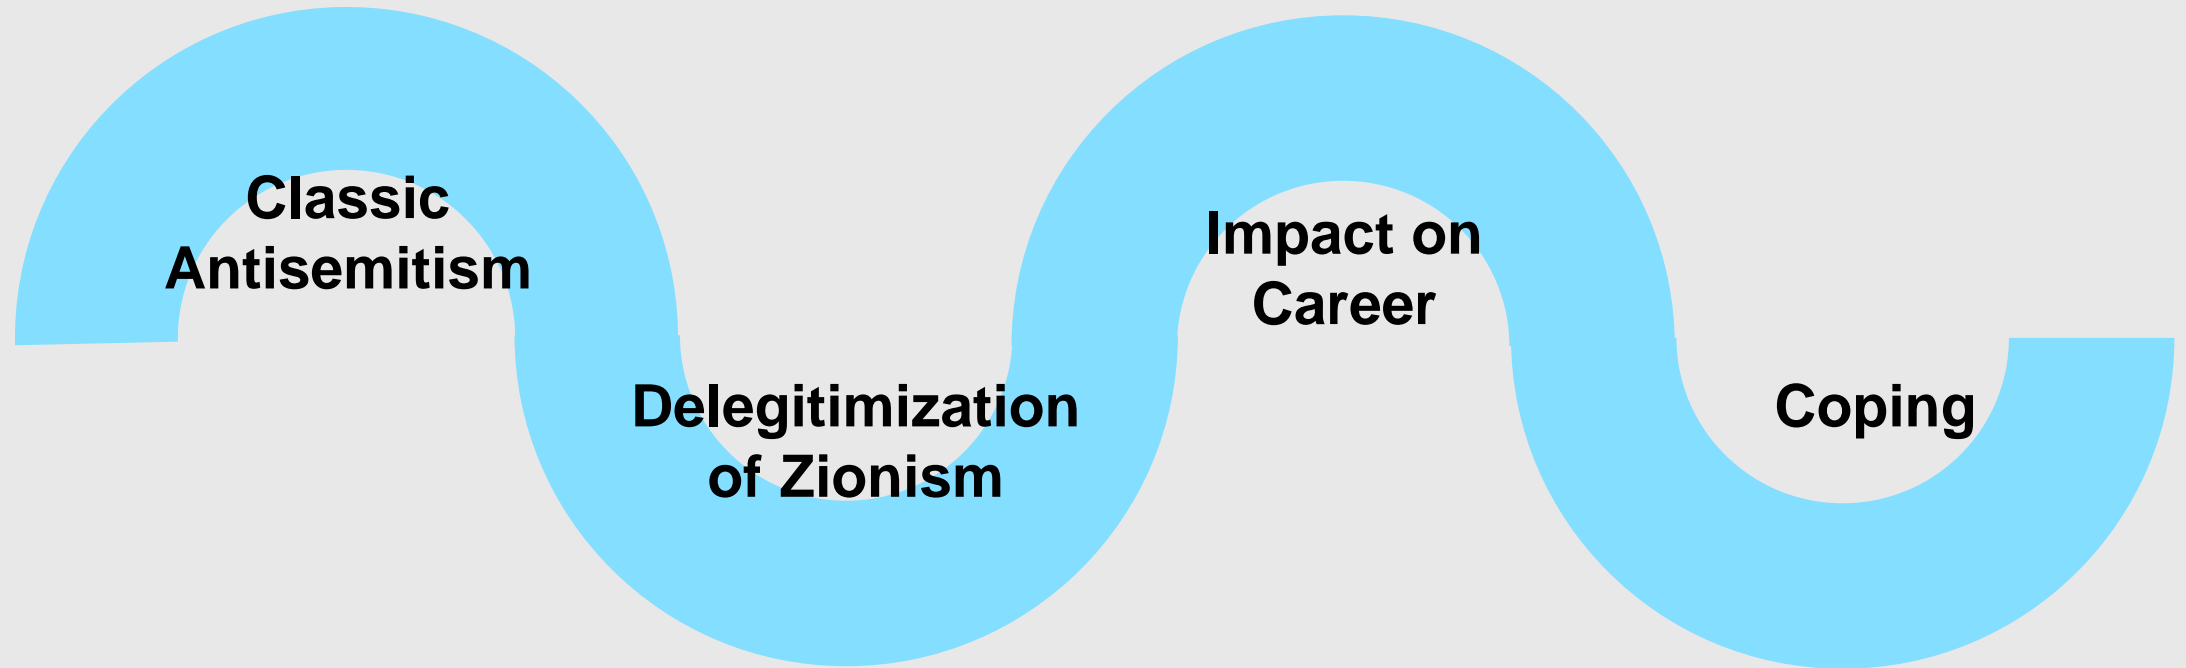 Classic
Antisemitism
Delegitimization
of Zionism
Impact on
Career
Coping